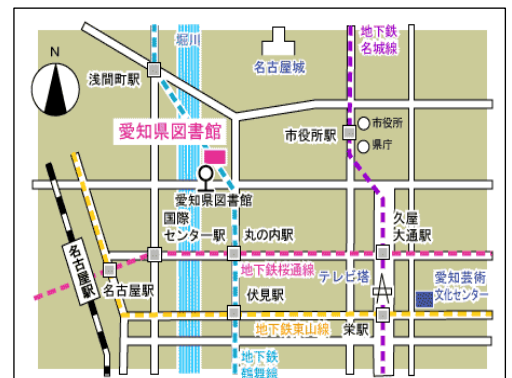 地下鉄
名城線
堀川
N
名古屋城
浅間町駅
愛知県図書館
市役所駅
市役所
県庁
愛知県図書館
国際
センター駅
丸の内駅
久屋
大通駅
名古屋駅
名古屋駅
地下鉄桜通線
テレビ塔
愛知芸術
文化センター
伏見駅
地下鉄東山線
栄駅
地下鉄
鶴舞線